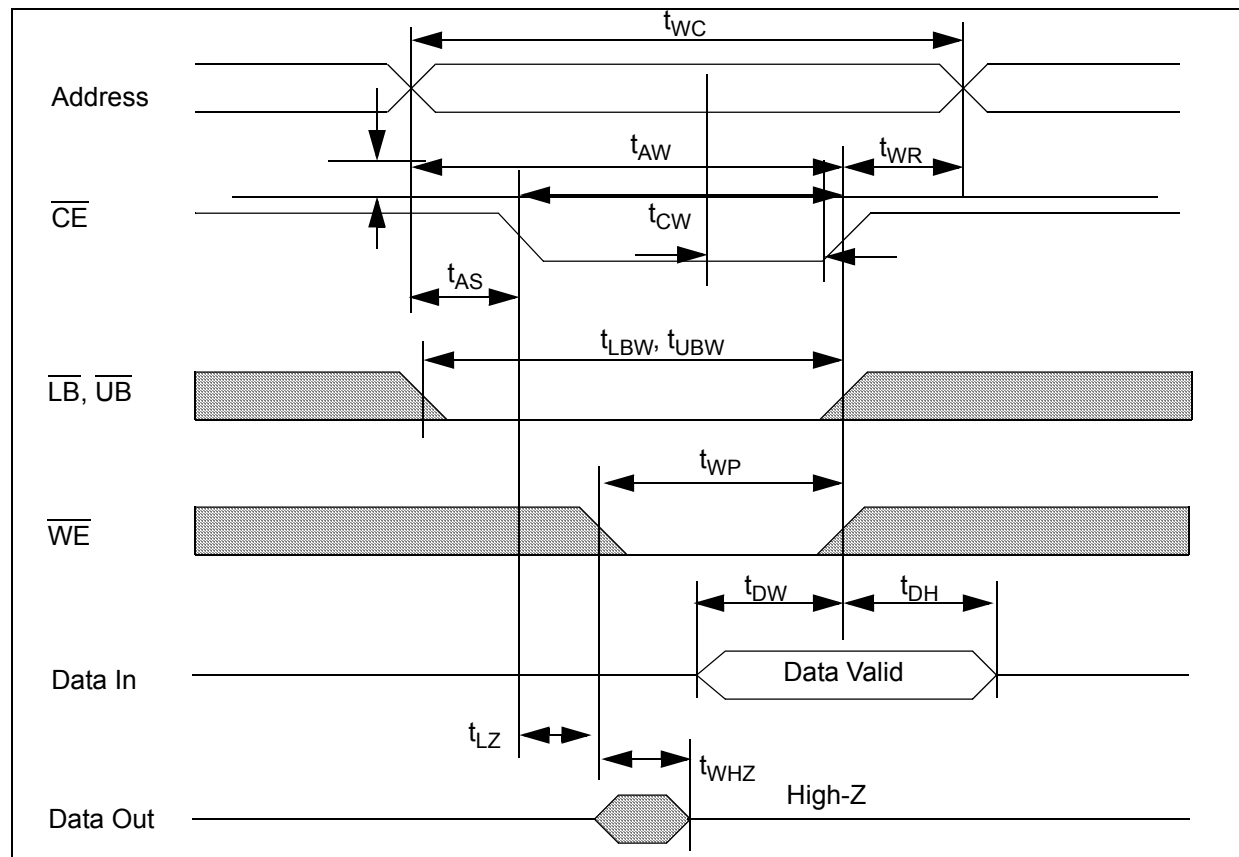 tWC
Address
tAW
tWR
CE
tCW
tAS
tLBW, tUBW
LB, UB
tWP
WE
tDW
tDH
Data In
Data Valid
tLZ
tWHZ
High-Z
Data Out